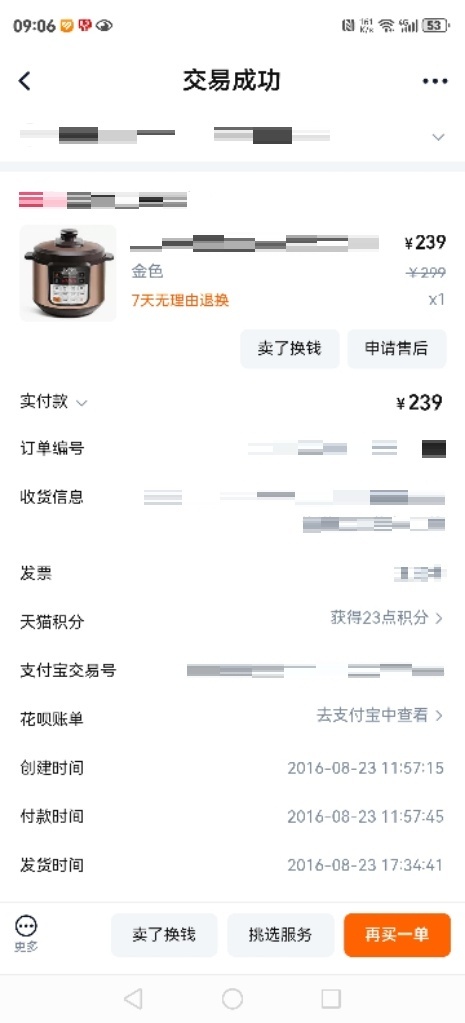 09:06 161 K/s 4G 53
交易成功
¥239
金色 ¥299
7天无理由退换 x1
卖了换钱 申请售后
实付款 ¥239
订单编号
收货信息
发票
天猫积分 获得23点积分
支付宝交易号
花呗账单 去支付宝中查看
创建时间 2016-08-23 11:57:15
付款时间 2016-08-23 11:57:45
发货时间 2016-08-23 17:34:41
更多 卖了换钱 挑选服务 再买一单